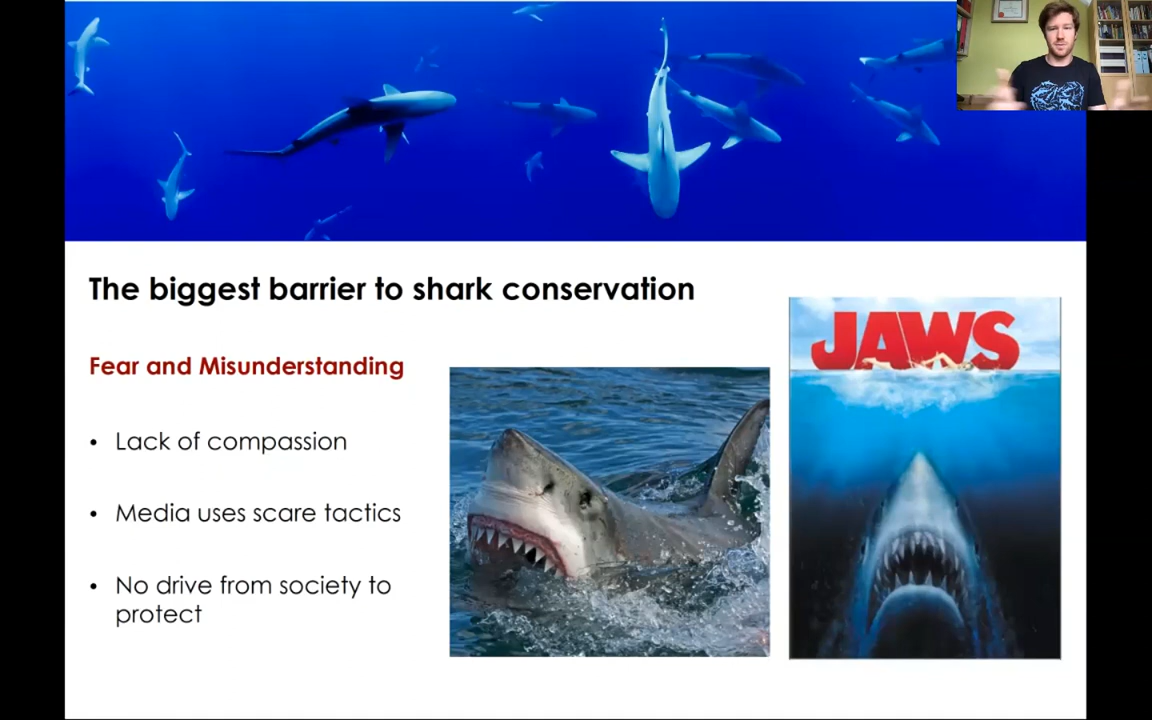 The biggest barrier to shark conservation
JAWS
Fear and Misunderstanding
• Lack of compassion
• Media uses scare tactics
• No drive from society to
protect